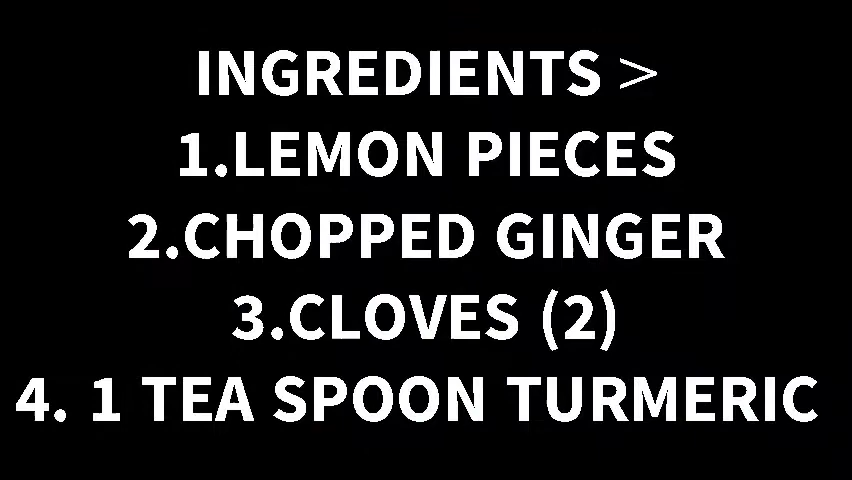 INGREDIENTS >
1.LEMON PIECES
2.CHOPPED GINGER
3.CLOVES (2)
4. 1 TEA SPOON TURMERIC